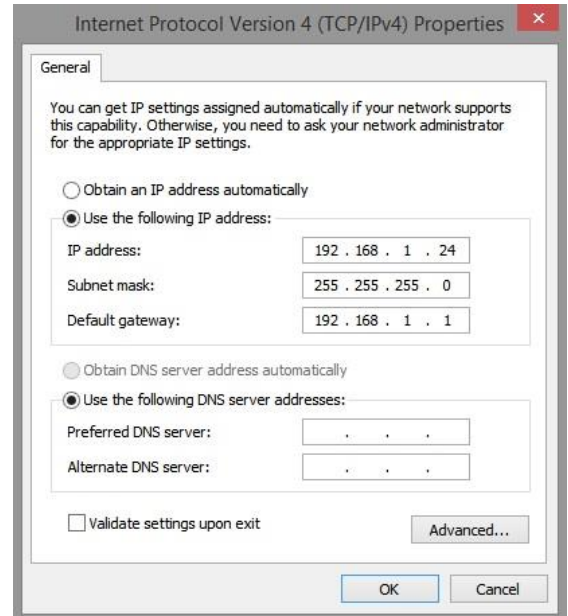 Internet Protocol Version 4 (TCP/IPv4) Properties
General
You can get IP settings assigned automatically if your network supports
this capability. Otherwise, you need to ask your network administrator
for the appropriate IP settings.
Obtain an IP address automatically
Use the following IP address:
IP address: 192 . 168 . 1 . 24
Subnet mask: 255 . 255 . 255 . 0
Default gateway: 192 . 168 . 1 . 1
Obtain DNS server address automatically
Use the following DNS server addresses:
Preferred DNS server: . . .
Alternate DNS server: . . .
Validate settings upon exit
Advanced...
OK Cancel